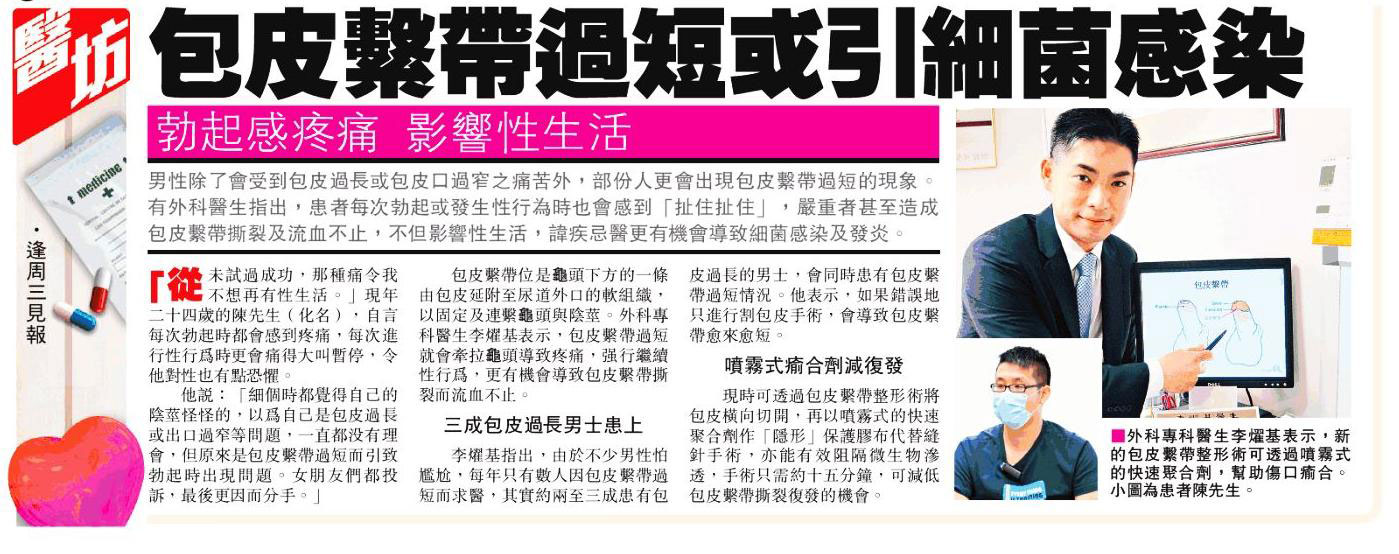 醫坊
包皮繫帶過短或引細菌感染
勃起感疼痛 影響性生活
男性除了會受到包皮過長或包皮口過窄之痛苦外，部份人更會出現包皮繫帶過短的現象。
有外科醫生指出，患者每次勃起或發生性行為時也會感到「扯住扯住」，嚴重者甚至造成
包皮繫帶撕裂及流血不止，不但影響性生活，諱疾忌醫更有機會導致細菌感染及發炎。
medicine
·逢周三見報
「從未試過成功，那種痛令我
不想再有性生活。」現年
二十四歲的陳先生（化名），自言
每次勃起時都會感到疼痛，每次進
行性行爲時更會痛得大叫暫停，令
他對性也有點恐懼。
他説：「細個時都覺得自己的
陰莖怪怪的，以爲自己是包皮過長
或出口過窄等問題，一直都没有理
會，但原來是包皮繫帶過短而引致
勃起時出現問題。女朋友們都投
訴，最後更因而分手。」
包皮繫帶位是龜頭下方的一條
由包皮延附至尿道外口的軟組織，
以固定及連繫龜頭與陰莖。外科專
科醫生李燿基表示，包皮繫帶過短
就會牽拉龜頭導致疼痛，强行繼續
性行爲，更有機會導致包皮繫帶撕
裂而流血不止。
三成包皮過長男士患上
李燿基指出，由於不少男性怕
尷尬，每年只有數人因包皮繫帶過
短而求醫，其實約兩至三成患有包
皮過長的男士，會同時患有包皮繫
帶過短情況。他表示，如果錯誤地
只進行割包皮手術，會導致包皮繫
帶愈來愈短。
噴霧式癒合劑減復發
現時可透過包皮繫帶整形術將
包皮橫向切開，再以噴霧式的快速
聚合劑作「隱形」保護膠布代替縫
針手術，亦能有效阻隔微生物滲
透，手術只需約十五分鐘，可減低
包皮繫帶撕裂復發的機會。
包皮繫帶
DELL
■外科專科醫生李燿基表示，新
的包皮繫帶整形術可透過噴霧式
的快速聚合劑，幫助傷口癒合。
小圖為患者陳先生。